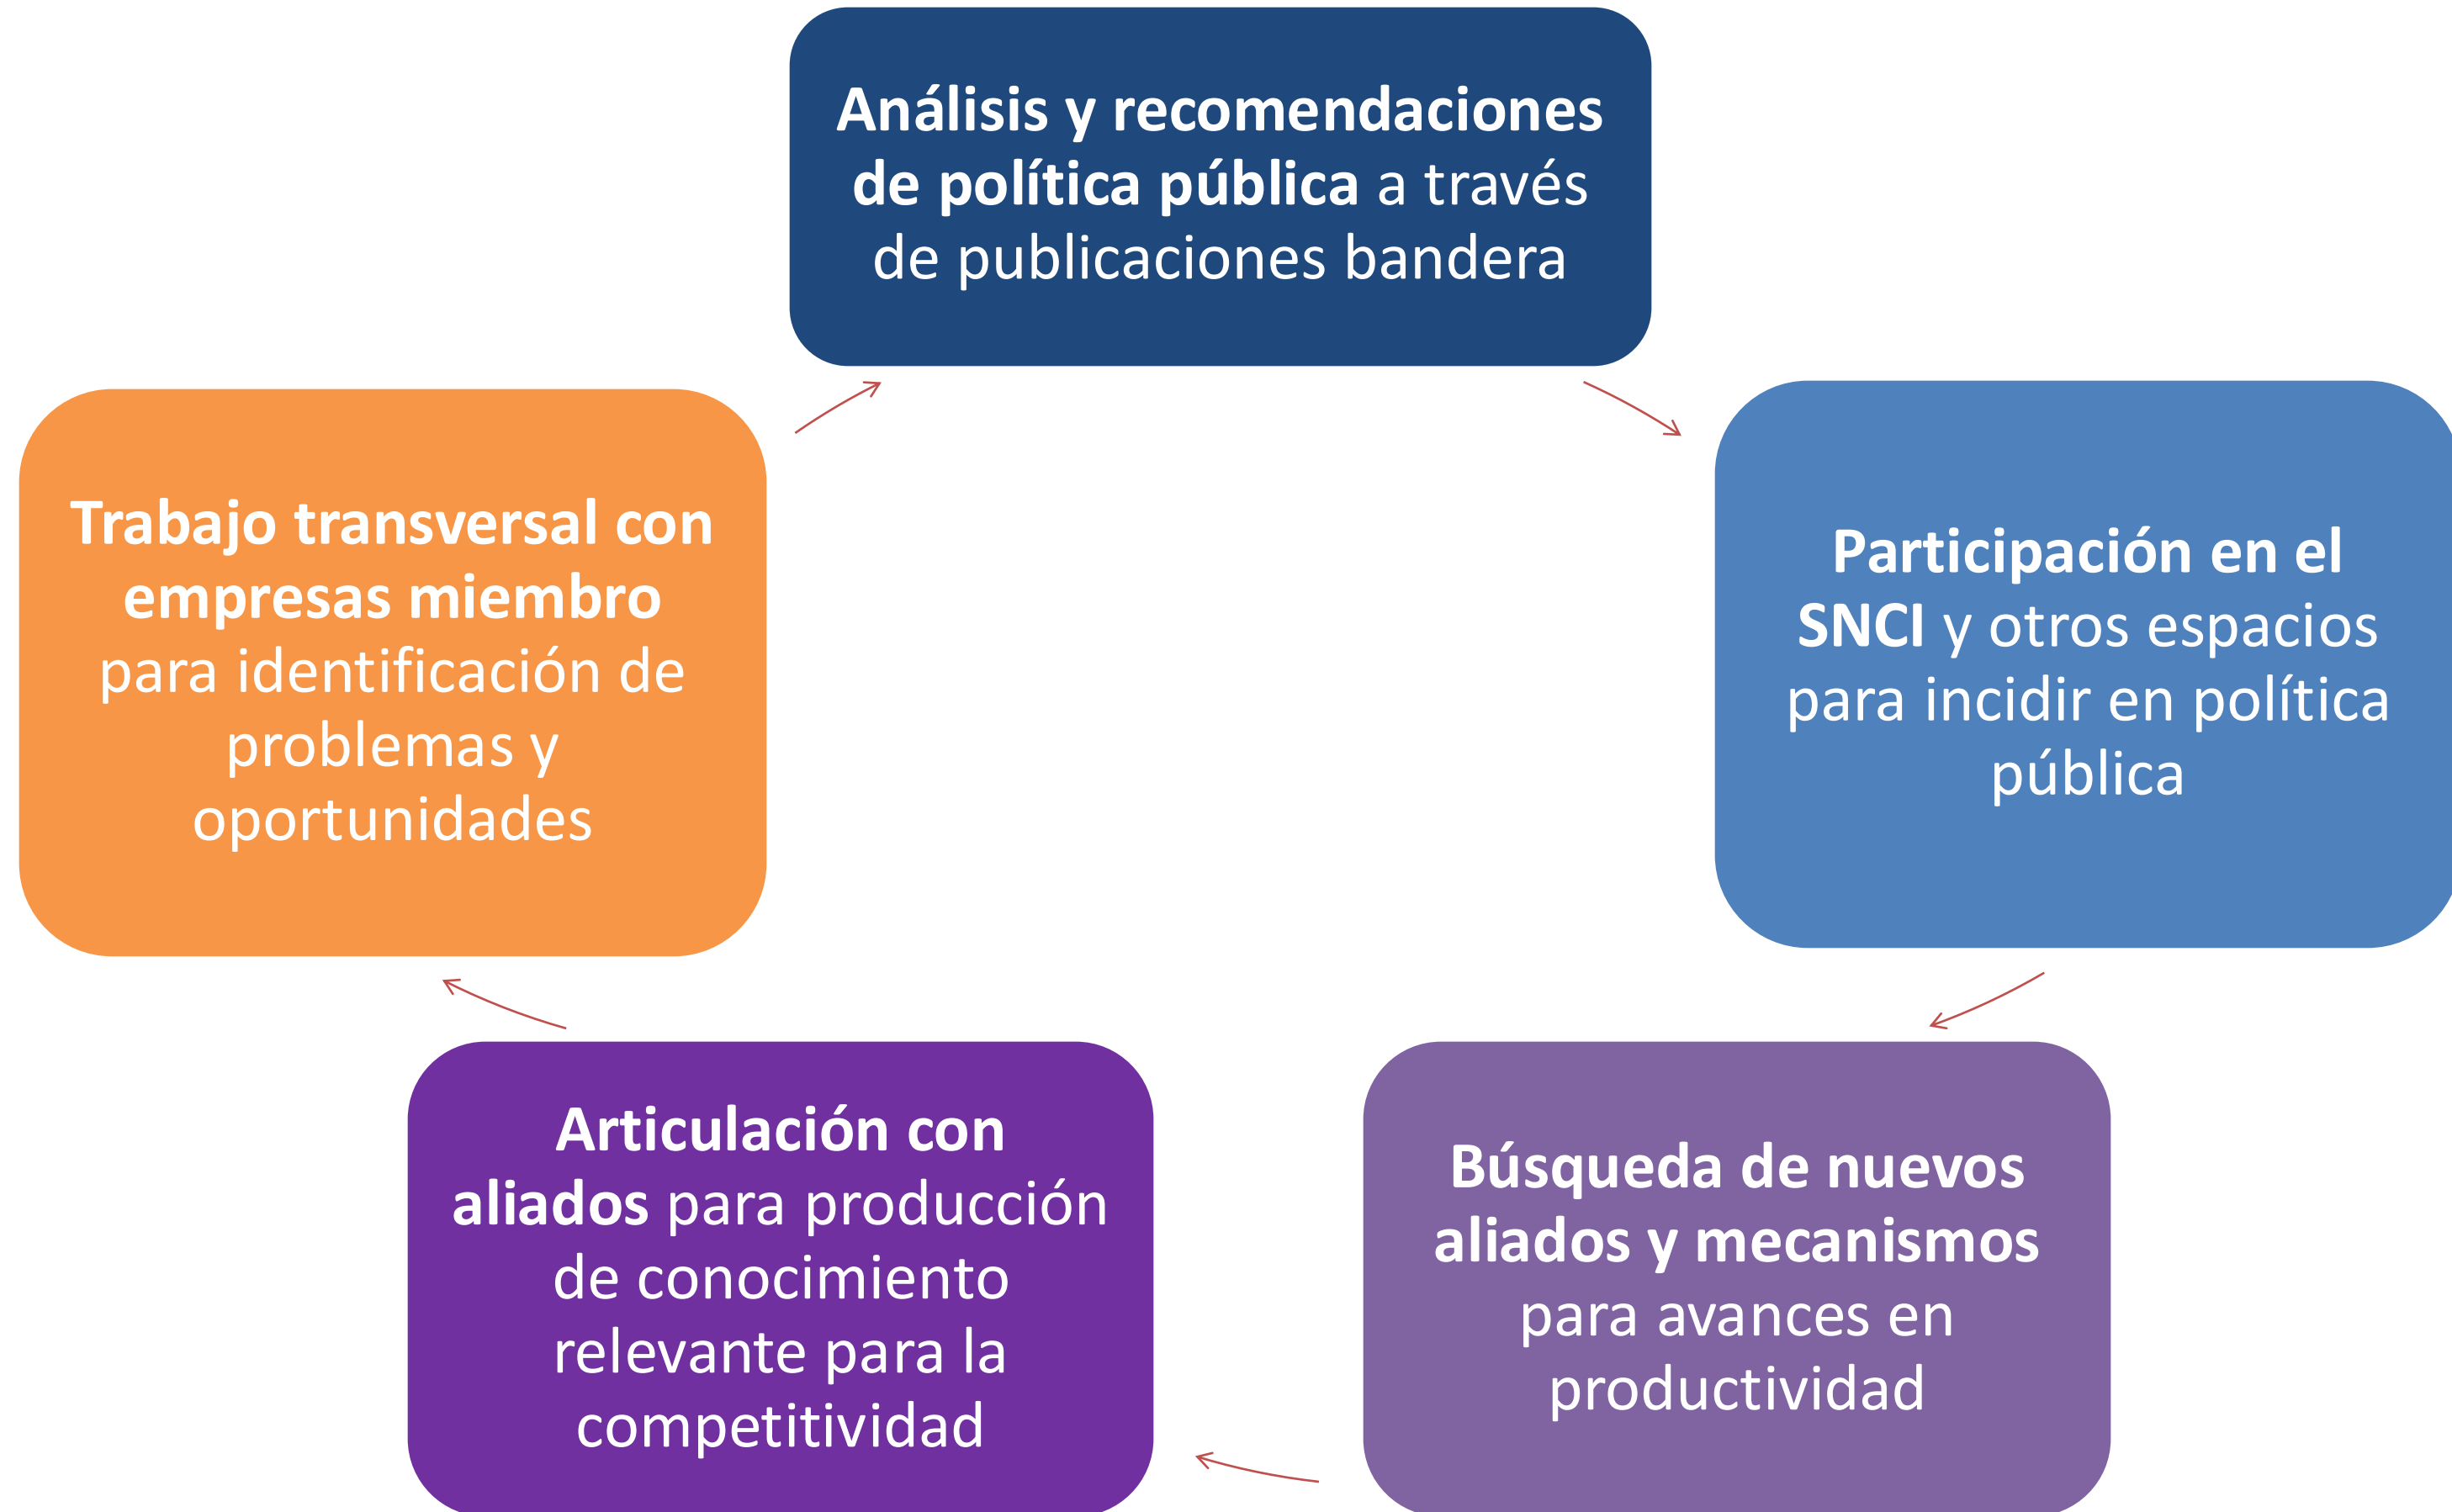 Análisis y recomendaciones
de política pública a través
de publicaciones bandera
Trabajo transversal con
empresas miembro
para identificación de
problemas y
oportunidades
Participación en el
SNCI y otros espacios
para incidir en política
pública
Articulación con
aliados para producción
de conocimiento
relevante para la
competitividad
Búsqueda de nuevos
aliados y mecanismos
para avances en
productividad